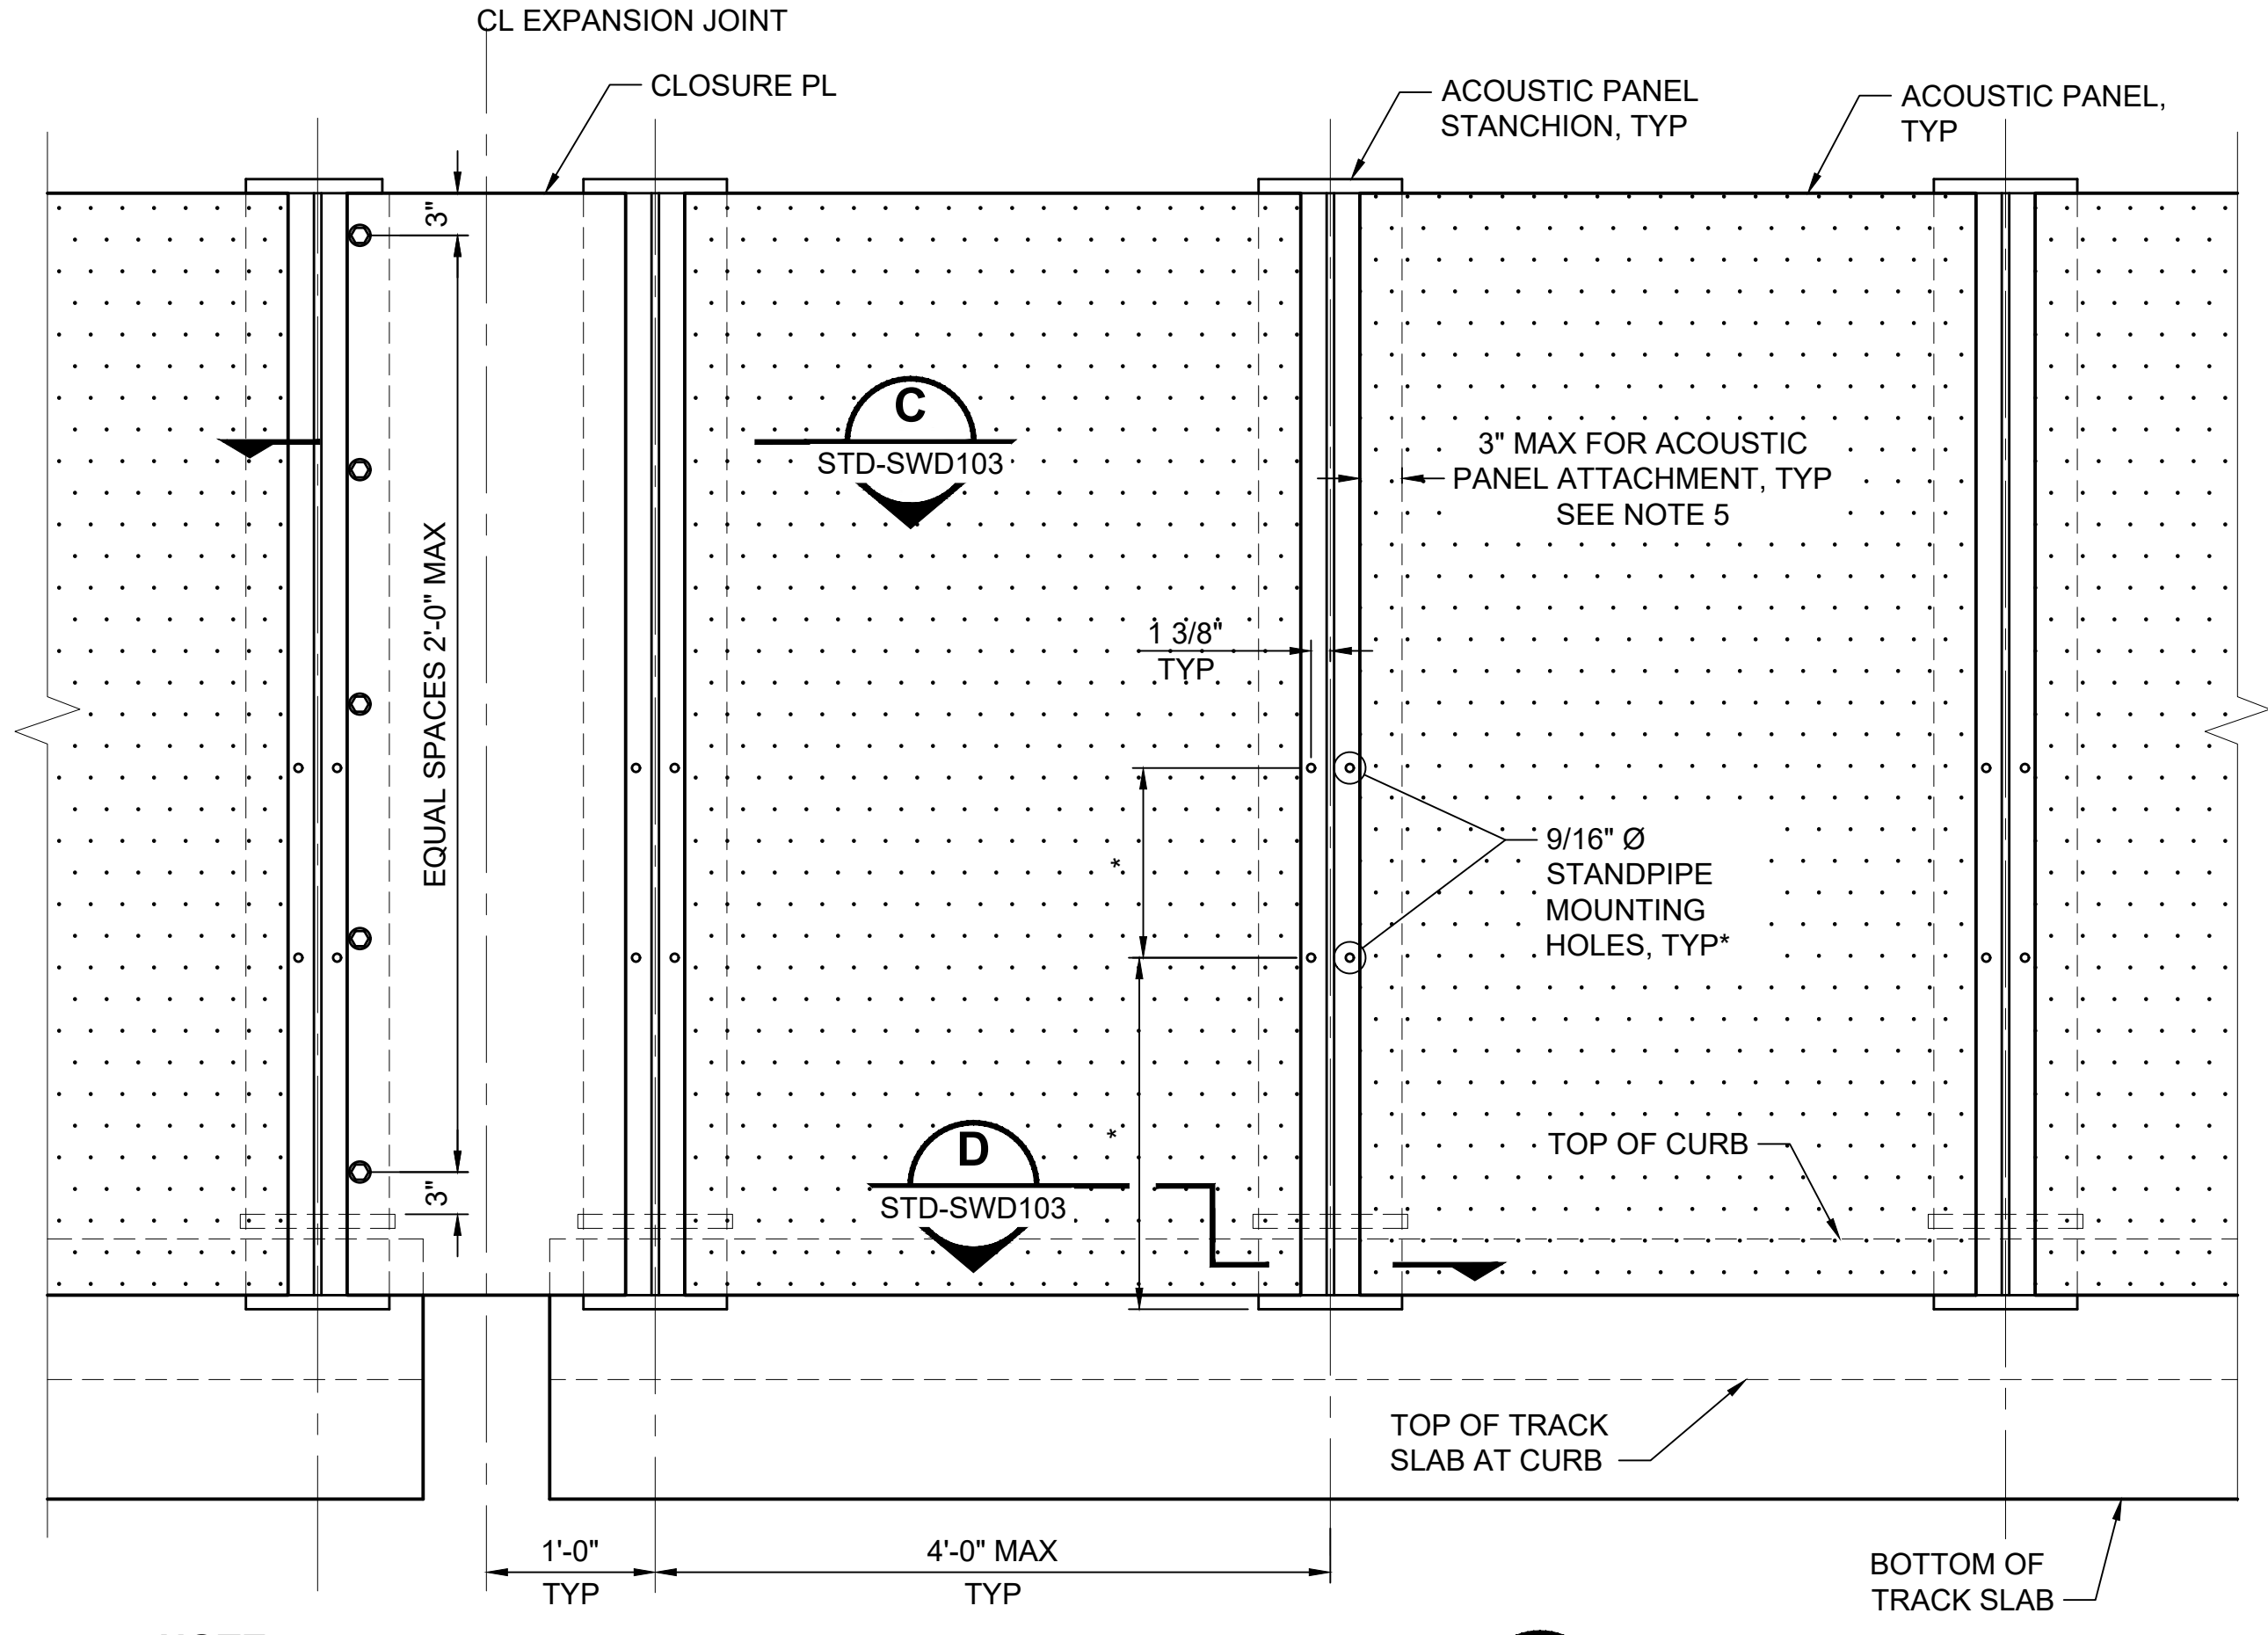 CL EXPANSION JOINT
CLOSURE PL
ACOUSTIC PANEL
STANCHION, TYP
ACOUSTIC PANEL,
TYP
3"
C
STD-SWD103
3" MAX FOR ACOUSTIC
PANEL ATTACHMENT, TYP
SEE NOTE 5
EQUAL SPACES 2'-0" MAX
1 3/8"
TYP
*
9/16" Ø
STANDPIPE
MOUNTING
HOLES, TYP*
*
D
STD-SWD103
TOP OF CURB
3"
TOP OF TRACK
SLAB AT CURB
1'-0"
TYP
4'-0" MAX
TYP
BOTTOM OF
TRACK SLAB